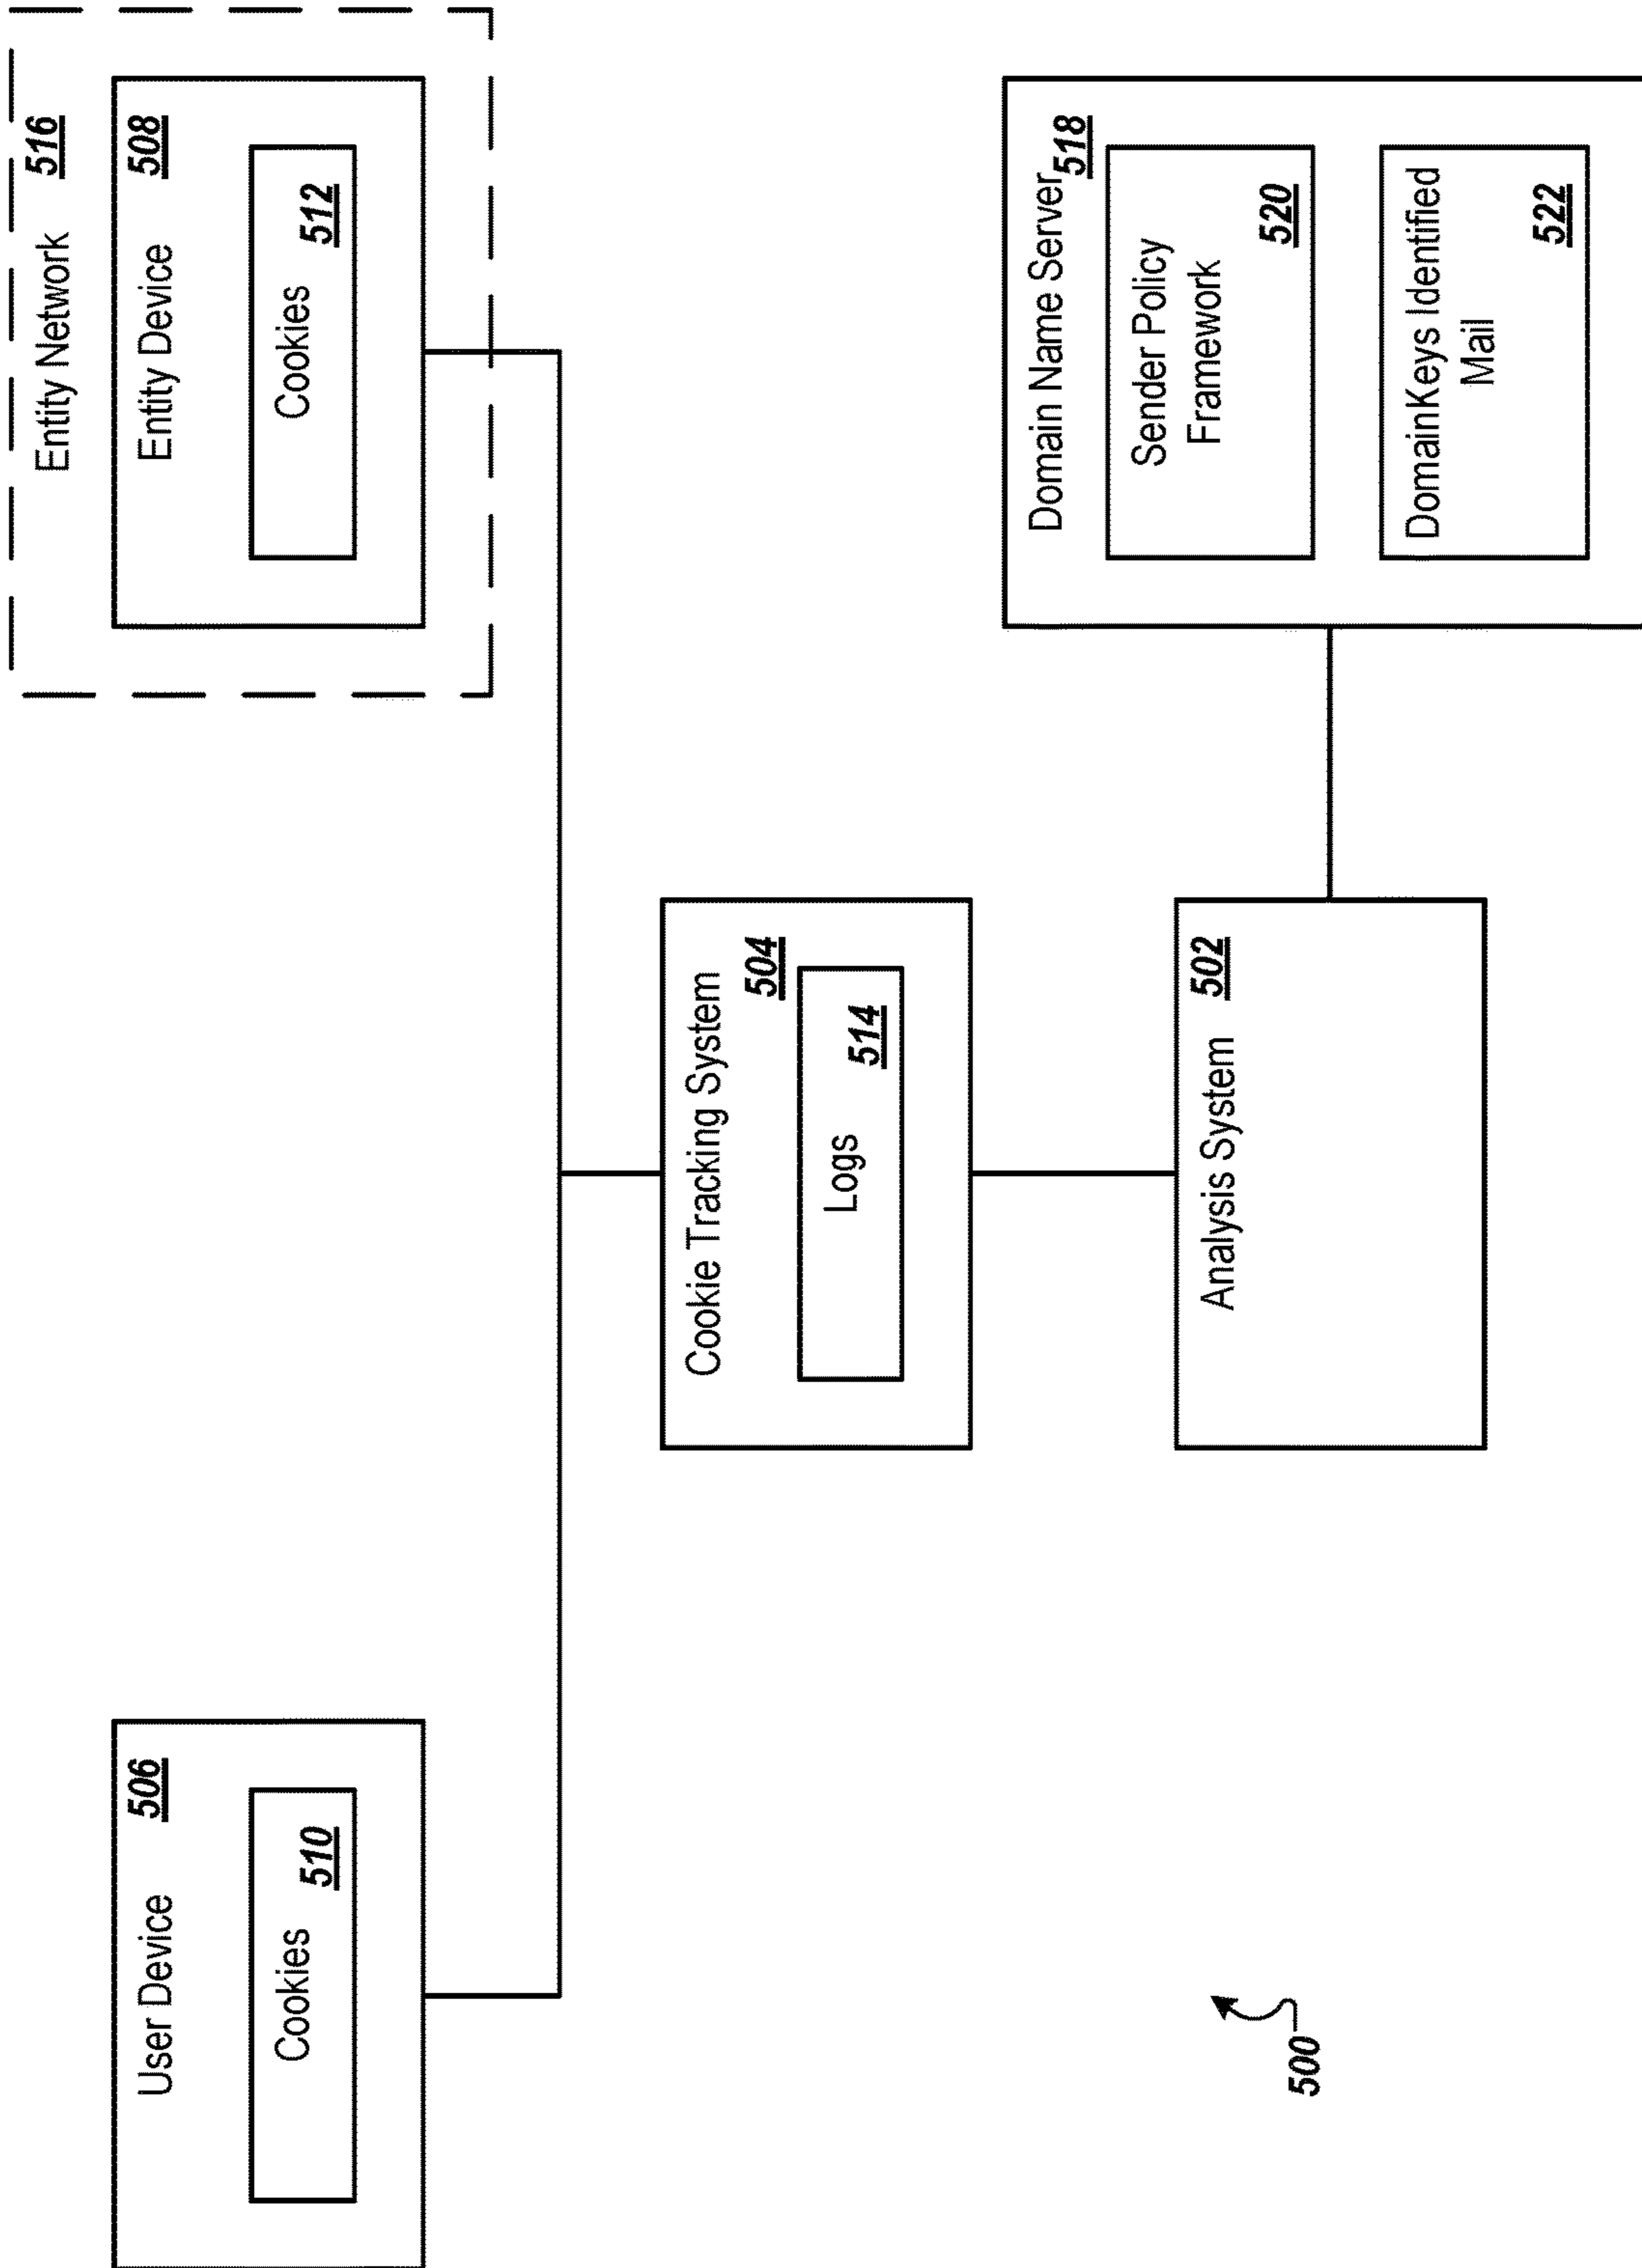 User Device
506
Cookies
510
Entity Network
516
Entity Device
508
Cookies
512
Cookie Tracking System
504
Logs
514
Analysis System
502
Domain Name Server
518
Sender Policy
Framework
520
DomainKeys Identified
Mail
522
500